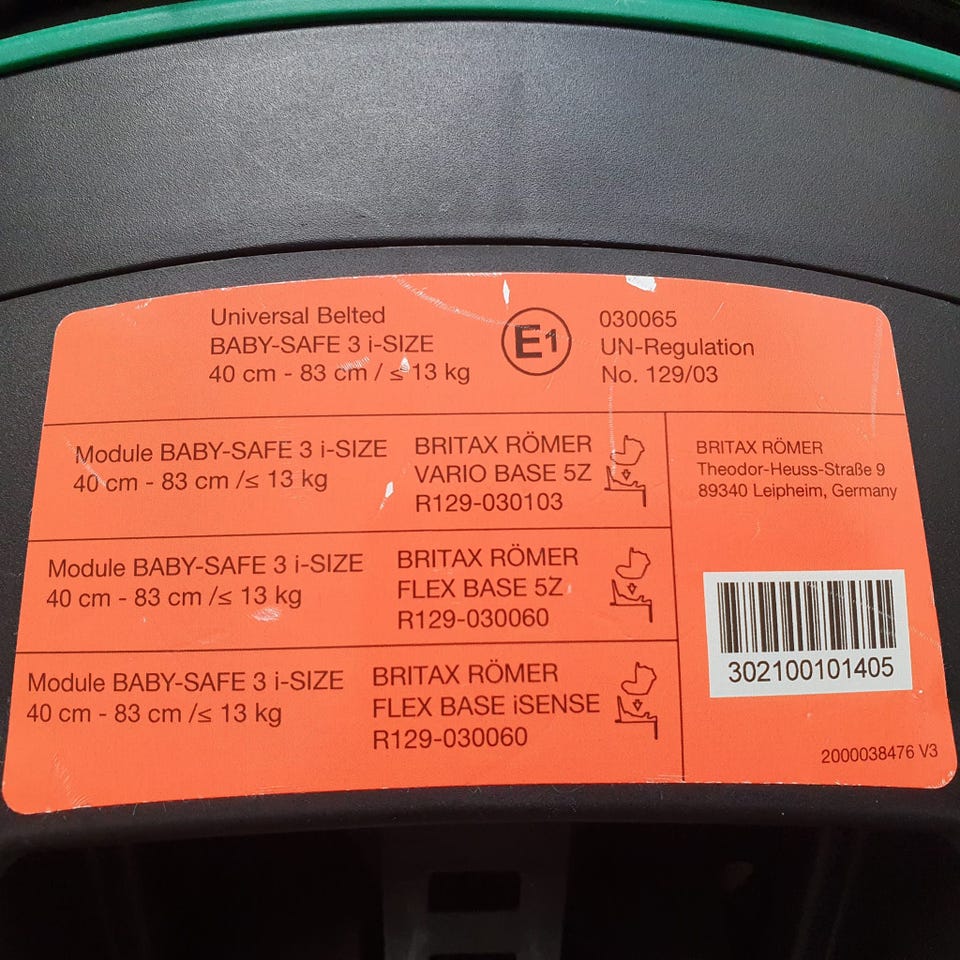 Universal Belted
BABY-SAFE 3 i-SIZE
40 cm - 83 cm / ≤ 13 kg
E1
030065
UN-Regulation
No. 129/03
Module BABY-SAFE 3 i-SIZE
40 cm - 83 cm /≤ 13 kg
BRITAX RÖMER
VARIO BASE 5Z
R129-030103
Module BABY-SAFE 3 i-SIZE
40 cm - 83 cm /≤ 13 kg
BRITAX RÖMER
FLEX BASE 5Z
R129-030060
Module BABY-SAFE 3 i-SIZE
40 cm - 83 cm /≤ 13 kg
BRITAX RÖMER
FLEX BASE iSENSE
R129-030060
BRITAX RÖMER
Theodor-Heuss-Straße 9
89340 Leipheim, Germany
302100101405
2000038476 V3